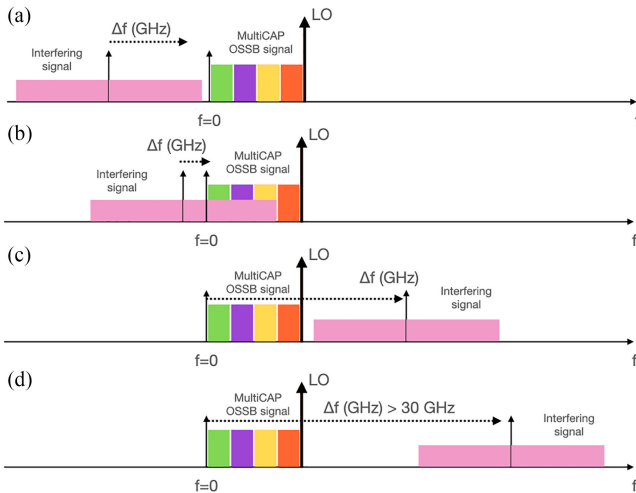 (a)
Δf (GHz)
MultiCAP
OSSB signal
LO
Interfering
signal
f=0
(b)
Δf (GHz)
MultiCAP
OSSB signal
LO
Interfering
signal
f=0
f
(c)
MultiCAP
OSSB signal
LO
Δf (GHz)
Interfering
signal
f=0
f
(d)
MultiCAP
OSSB signal
LO
Δf (GHz) > 30 GHz
Interfering
signal
f=0
f